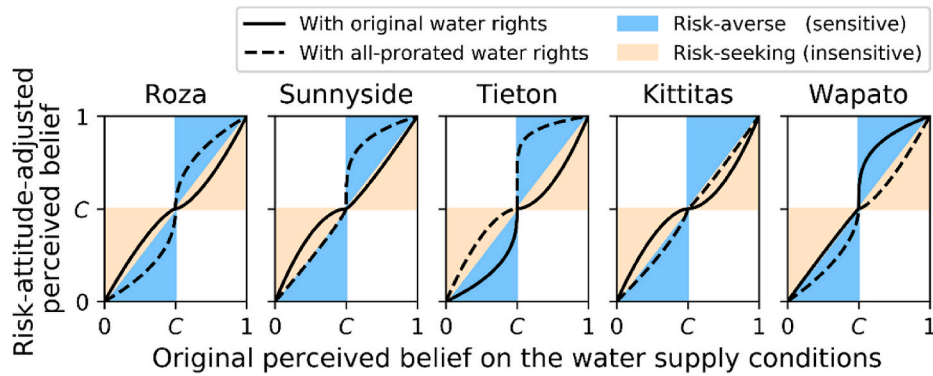 With original water rights
With all-prorated water rights
Risk-averse (sensitive)
Risk-seeking (insensitive)
Roza Sunnyside Tieton Kittitas Wapato
Risk-attitude-adjusted
perceived belief
1
C
0
0 C 1 0 C 1 0 C 1 0 C 1 0 C 1
Original perceived belief on the water supply conditions